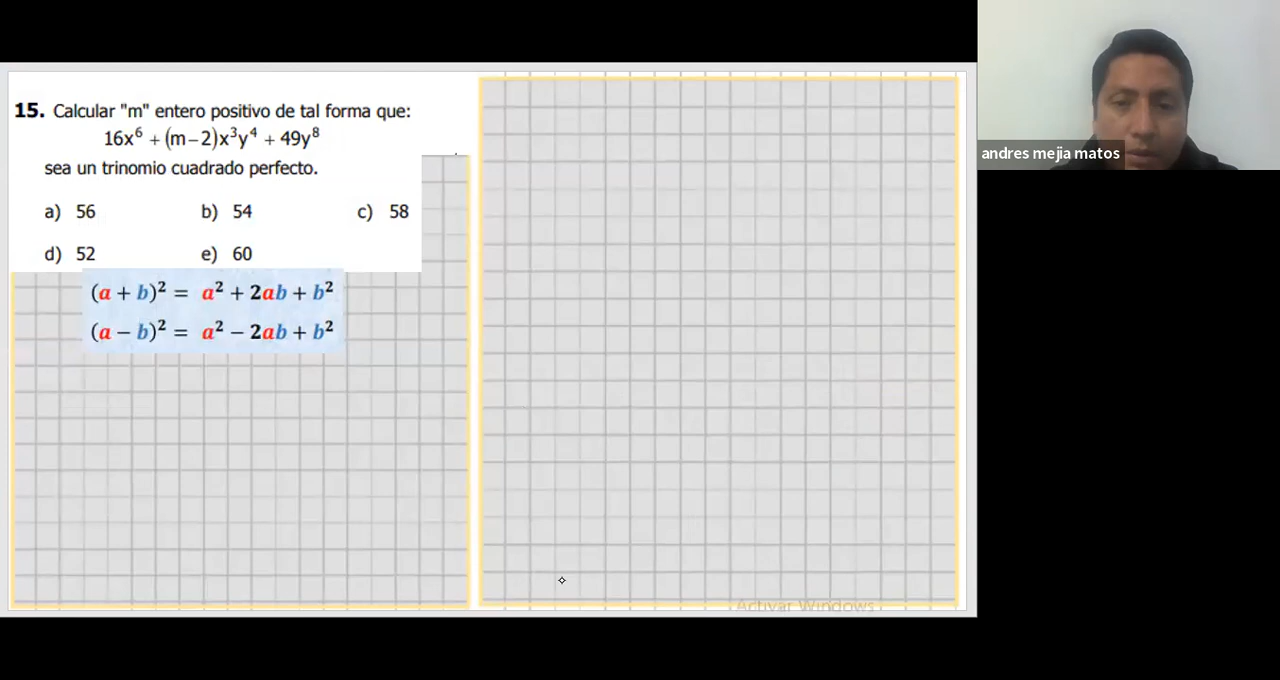 15. Calcular "m" entero positivo de tal forma que:
16x⁶ + (m − 2)x³y⁴ + 49y⁸
sea un trinomio cuadrado perfecto.
a) 56 b) 54 c) 58
d) 52 e) 60
(a + b)² = a² + 2ab + b²
(a − b)² = a² − 2ab + b²
Activar Windows
andres mejia matos